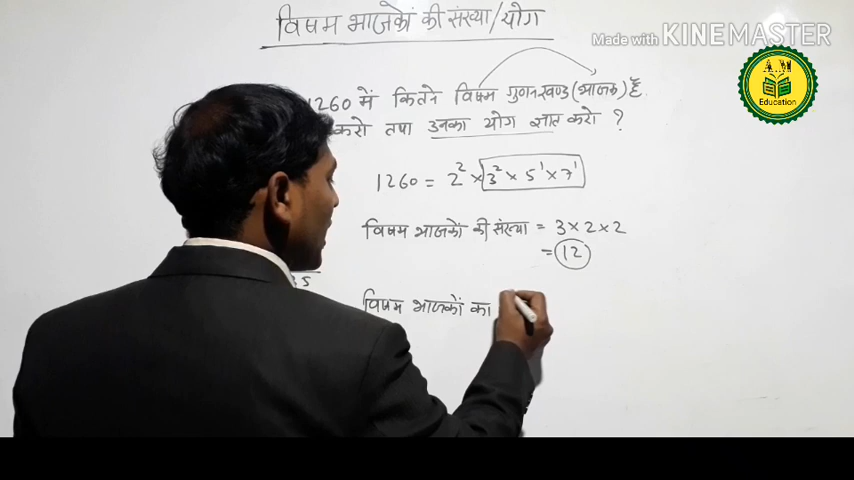 विषम भाजकों की संख्या/योग
Made with KINEMASTER
1260 में कितने विषम गुणनखण्ड (भाजक) हैं
करो तथा उनका योग ज्ञात करो ?
Education
1260 = 2² × 3² × 5¹ × 7¹
विषम भाजकों की संख्या = 3 × 2 × 2
= 12
विषम भाजकों का